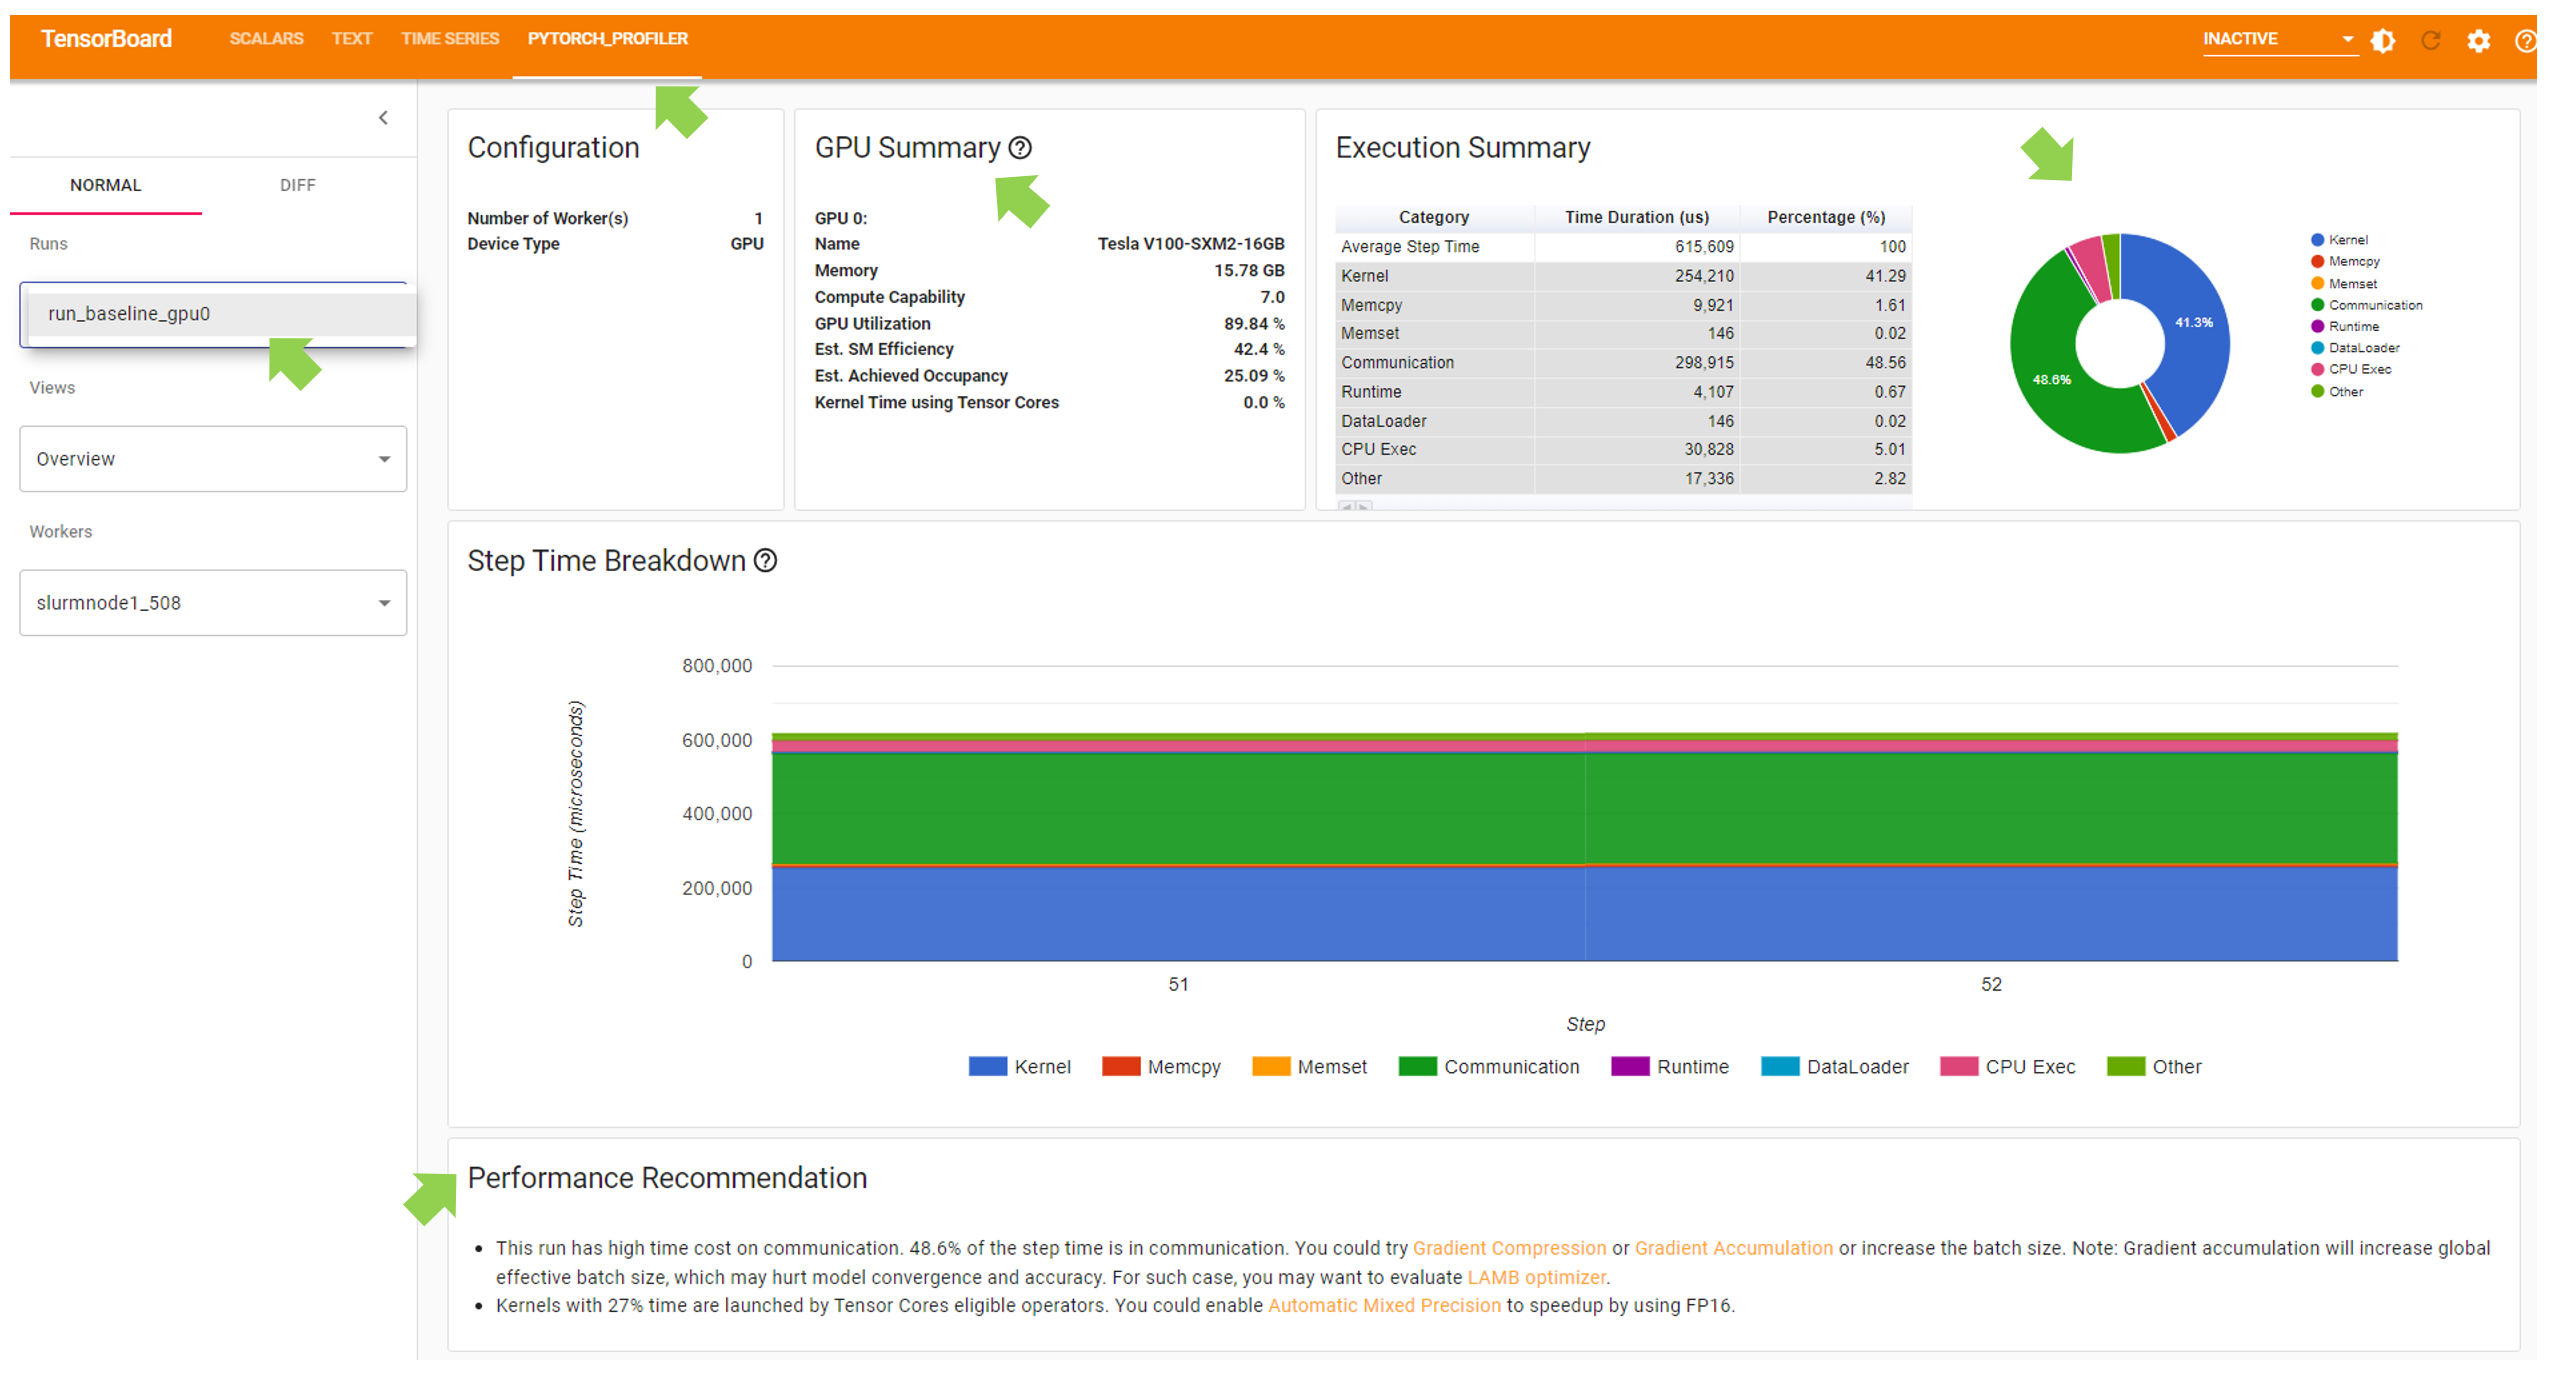 TensorBoard SCALARS TEXT TIME SERIES PYTORCH_PROFILER INACTIVE
NORMAL DIFF
Runs
run_baseline_gpu0
Views
Overview
Workers
slurmnode1_508
Configuration
Number of Worker(s) 1
Device Type GPU
GPU Summary
GPU 0:
Name Tesla V100-SXM2-16GB
Memory 15.78 GB
Compute Capability 7.0
GPU Utilization 89.84 %
Est. SM Efficiency 42.4 %
Est. Achieved Occupancy 25.09 %
Kernel Time using Tensor Cores 0.0 %
Execution Summary
Category Time Duration (us) Percentage (%)
Average Step Time 615,609 100
Kernel 254,210 41.29
Memcpy 9,921 1.61
Memset 146 0.02
Communication 298,915 48.56
Runtime 4,107 0.67
DataLoader 146 0.02
CPU Exec 30,828 5.01
Other 17,336 2.82
41.3%
48.6%
Kernel
Memcpy
Memset
Communication
Runtime
DataLoader
CPU Exec
Other
Step Time Breakdown
Step Time (microseconds)
800,000
600,000
400,000
200,000
0
51 52
Step
Kernel Memcpy Memset Communication Runtime DataLoader CPU Exec Other
Performance Recommendation
• This run has high time cost on communication. 48.6% of the step time is in communication. You could try Gradient Compression or Gradient Accumulation or increase the batch size. Note: Gradient accumulation will increase global
effective batch size, which may hurt model convergence and accuracy. For such case, you may want to evaluate LAMB optimizer.
• Kernels with 27% time are launched by Tensor Cores eligible operators. You could enable Automatic Mixed Precision to speedup by using FP16.